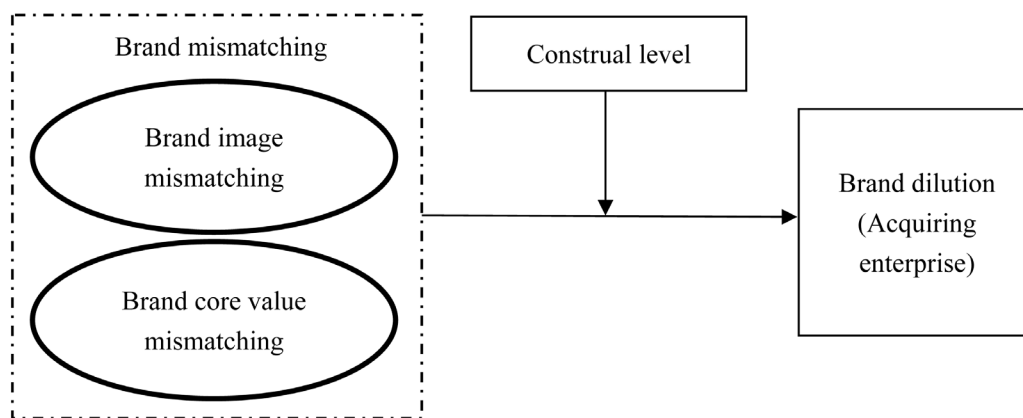 Brand mismatching
Brand image
mismatching
Brand core value
mismatching
Construal level
Brand dilution
(Acquiring
enterprise)